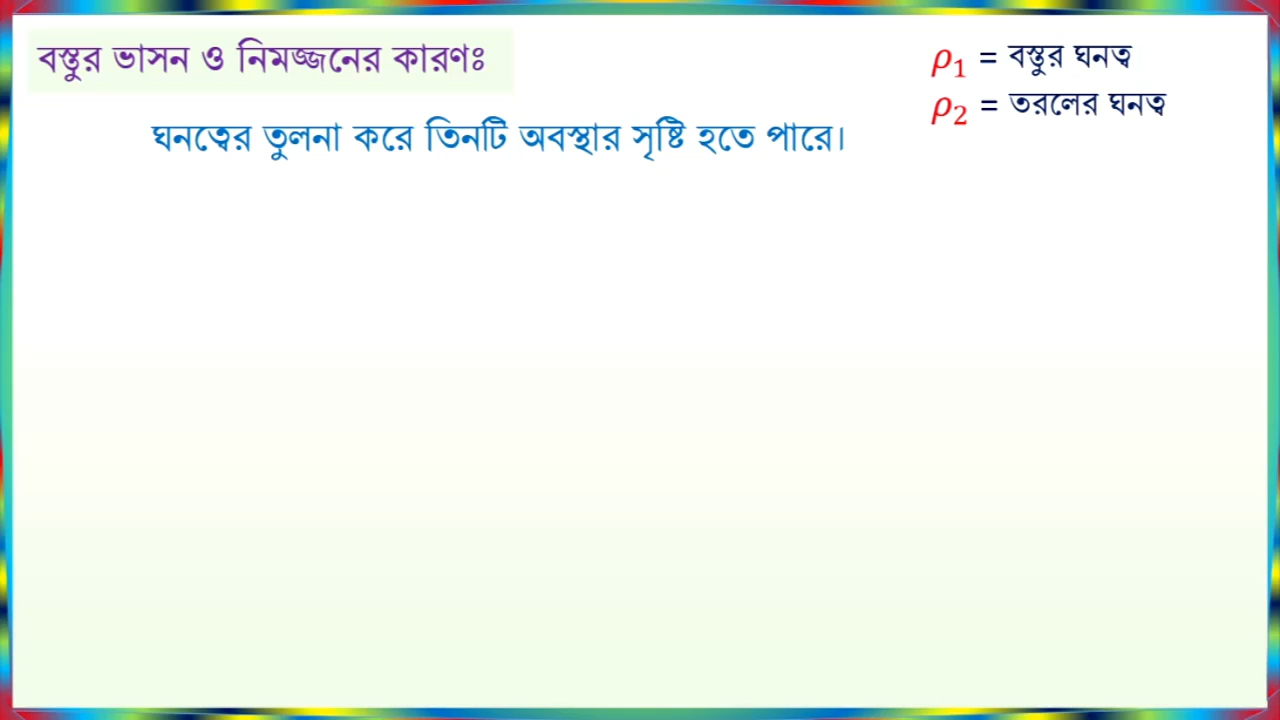 বস্তুর ভাসন ও নিমজ্জনের কারণঃ
ρ₁ = বস্তুর ঘনত্ব
ρ₂ = তরলের ঘনত্ব
ঘনত্বের তুলনা করে তিনটি অবস্থার সৃষ্টি হতে পারে।